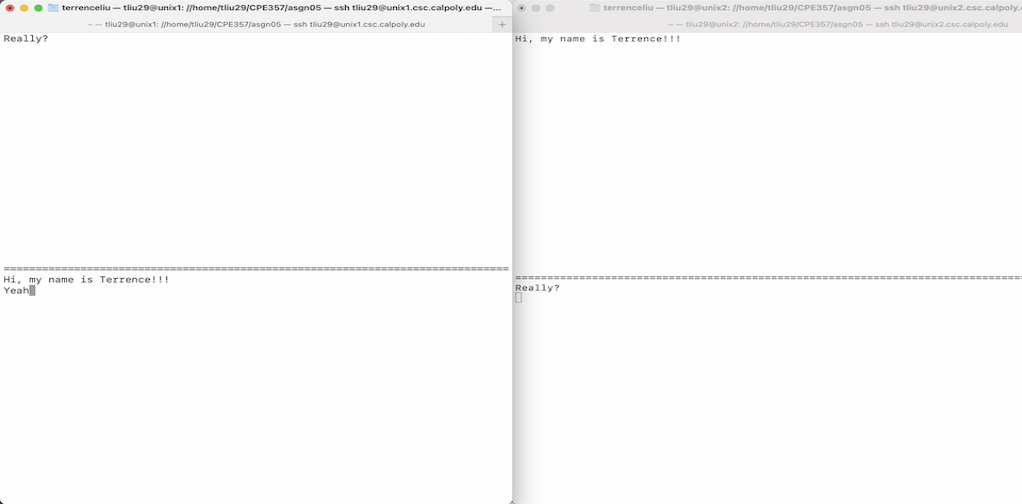 terrenceliu — tliu29@unix1: //home/tliu29/CPE357/asgn05 — ssh tliu29@unix1.csc.calpoly.edu —...
~ — tliu29@unix1: //home/tliu29/CPE357/asgn05 — ssh tliu29@unix1.csc.calpoly.edu
+
Really?
================================================================================
Hi, my name is Terrence!!!
Yeah
terrenceliu — tliu29@unix2: //home/tliu29/CPE357/asgn05 — ssh tliu29@unix2.csc.calpoly.edu
~ — tliu29@unix2: //home/tliu29/CPE357/asgn05 — ssh tliu29@unix2.csc.calpoly.edu
Hi, my name is Terrence!!!
================================================================================
Really?